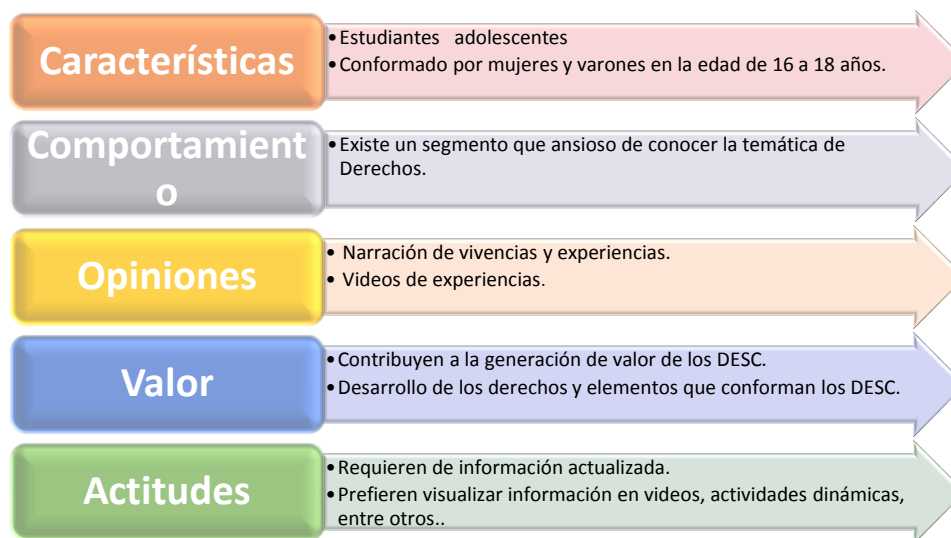 Características
• Estudiantes adolescentes
• Conformado por mujeres y varones en la edad de 16 a 18 años.
Comportamient
o
• Existe un segmento que ansioso de conocer la temática de
Derechos.
Opiniones
• Narración de vivencias y experiencias.
• Videos de experiencias.
Valor
• Contribuyen a la generación de valor de los DESC.
• Desarrollo de los derechos y elementos que conforman los DESC.
Actitudes
• Requieren de información actualizada.
• Prefieren visualizar información en videos, actividades dinámicas,
entre otros..